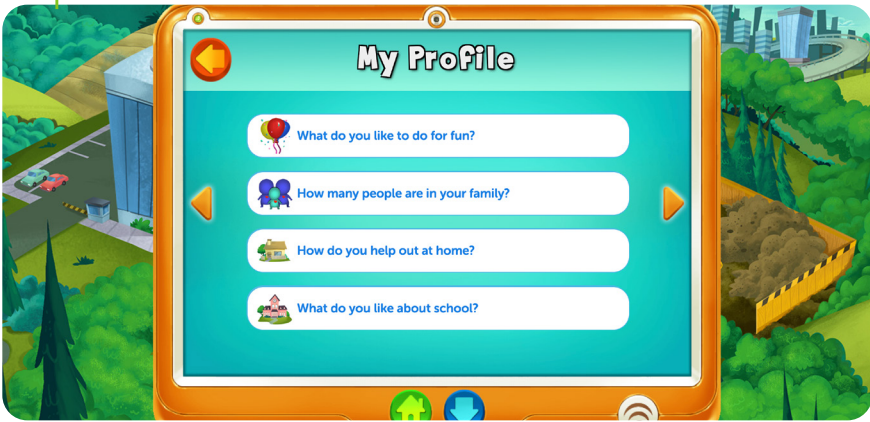 My Profile
What do you like to do for fun?
How many people are in your family?
How do you help out at home?
What do you like about school?